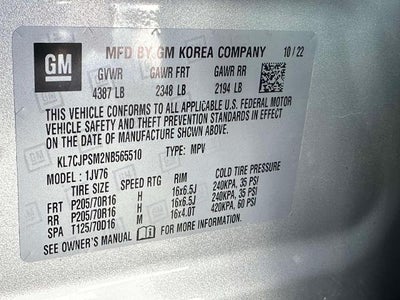 GM
MFD BY GM KOREA COMPANY 10/22
GVWR GAWR FRT GAWR RR
4387 LB 2348 LB 2194 LB
THIS VEHICLE CONFORMS TO ALL APPLICABLE U.S. FEDERAL MOTOR
VEHICLE SAFETY AND THEFT PREVENTION STANDARDS IN EFFECT
ON THE DATE OF MANUFACTURE SHOWN ABOVE.
KL7CJPSM2NB565510 TYPE: MPV
MODEL : 1JV76
TIRE SIZE SPEED RTG RIM COLD TIRE PRESSURE
FRT P205/70R16 H 16x6.5J 240KPA, 35 PSI
RR P205/70R16 H 16x6.5J 240KPA, 35 PSI
SPA T125/70D16 M 16x4.0T 420KPA, 60 PSI
SEE OWNER'S MANUAL FOR MORE INFORMATION